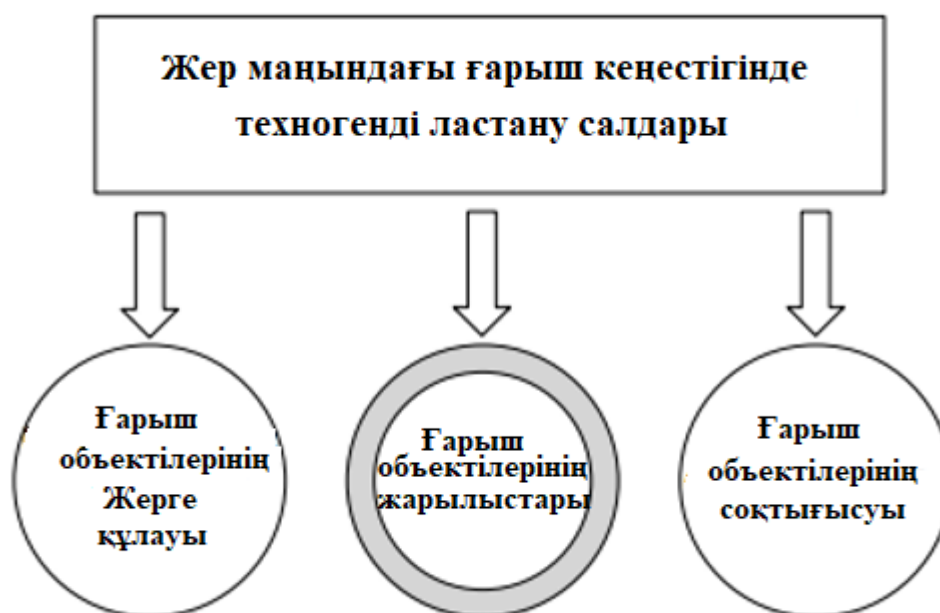 Жер маңындағы ғарыш кеңестігінде
техногенді ластану салдары
Ғарыш
объектілерінің
Жерге
құлауы
Ғарыш
объектілерінің
жарылыстары
Ғарыш
объектілерінің
соқтығысуы